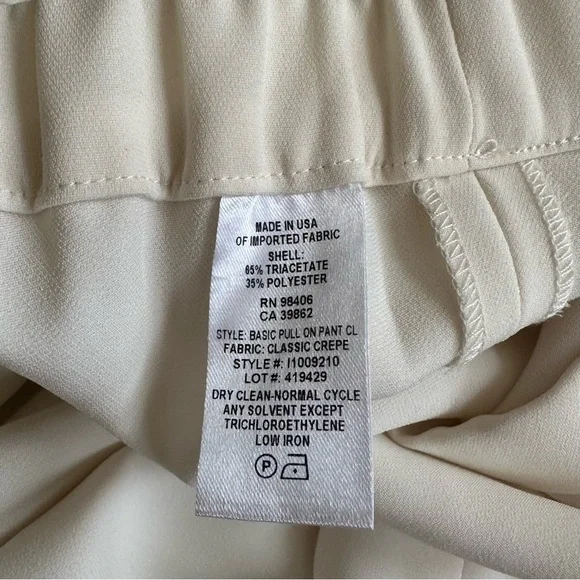 MADE IN USA
OF IMPORTED FABRIC
SHELL:
65% TRIACETATE
35% POLYESTER
RN 98406
CA 39862
STYLE: BASIC PULL ON PANT CL
FABRIC: CLASSIC CREPE
STYLE #: I1009210
LOT #: 419429
DRY CLEAN-NORMAL CYCLE
ANY SOLVENT EXCEPT
TRICHLOROETHYLENE
LOW IRON
P